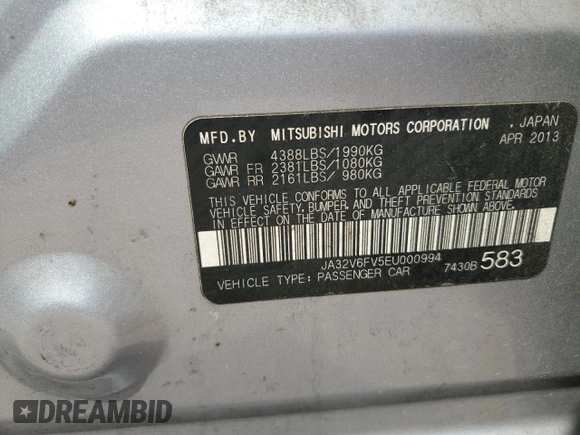 MFD.BY MITSUBISHI MOTORS CORPORATION, JAPAN
APR 2013
GVWR 4388LBS/1990KG
GAWR FR 2381LBS/1080KG
GAWR RR 2161LBS/ 980KG
THIS VEHICLE CONFORMS TO ALL APPLICABLE FEDERAL MOTOR
VEHICLE SAFETY, BUMPER, AND THEFT PREVENTION STANDARDS
IN EFFECT ON THE DATE OF MANUFACTURE SHOWN ABOVE.
JA32V6FV5EU000994
VEHICLE TYPE: PASSENGER CAR 7430B 583
DREAMBID